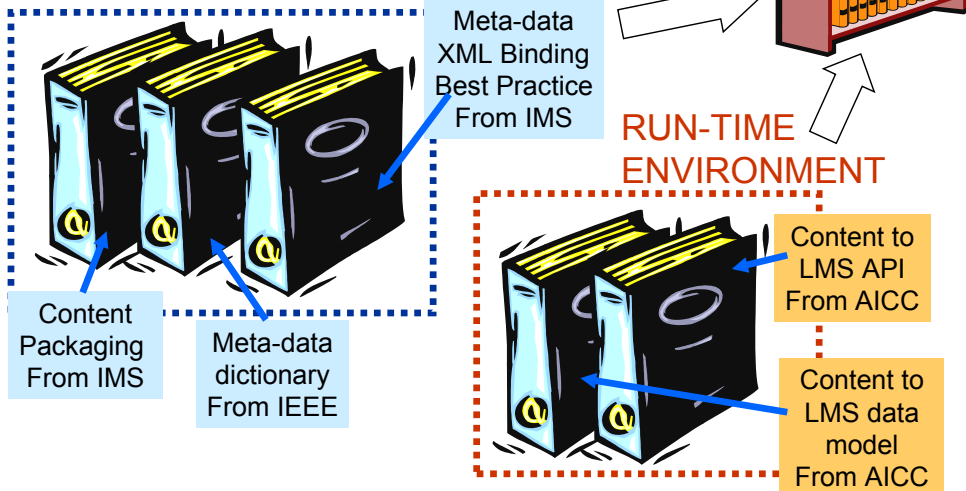 Meta-data
XML Binding
Best Practice
From IMS
RUN-TIME
ENVIRONMENT
Content
Packaging
From IMS
Meta-data
dictionary
From IEEE
Content to
LMS API
From AICC
Content to
LMS data
model
From AICC